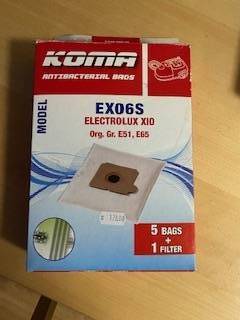 KOMA
ANTIBACTERIAL BAGS
MODEL
EX06S
ELECTROLUX XIO
Org. Gr. E51, E65
5 BAGS
+
1 FILTER